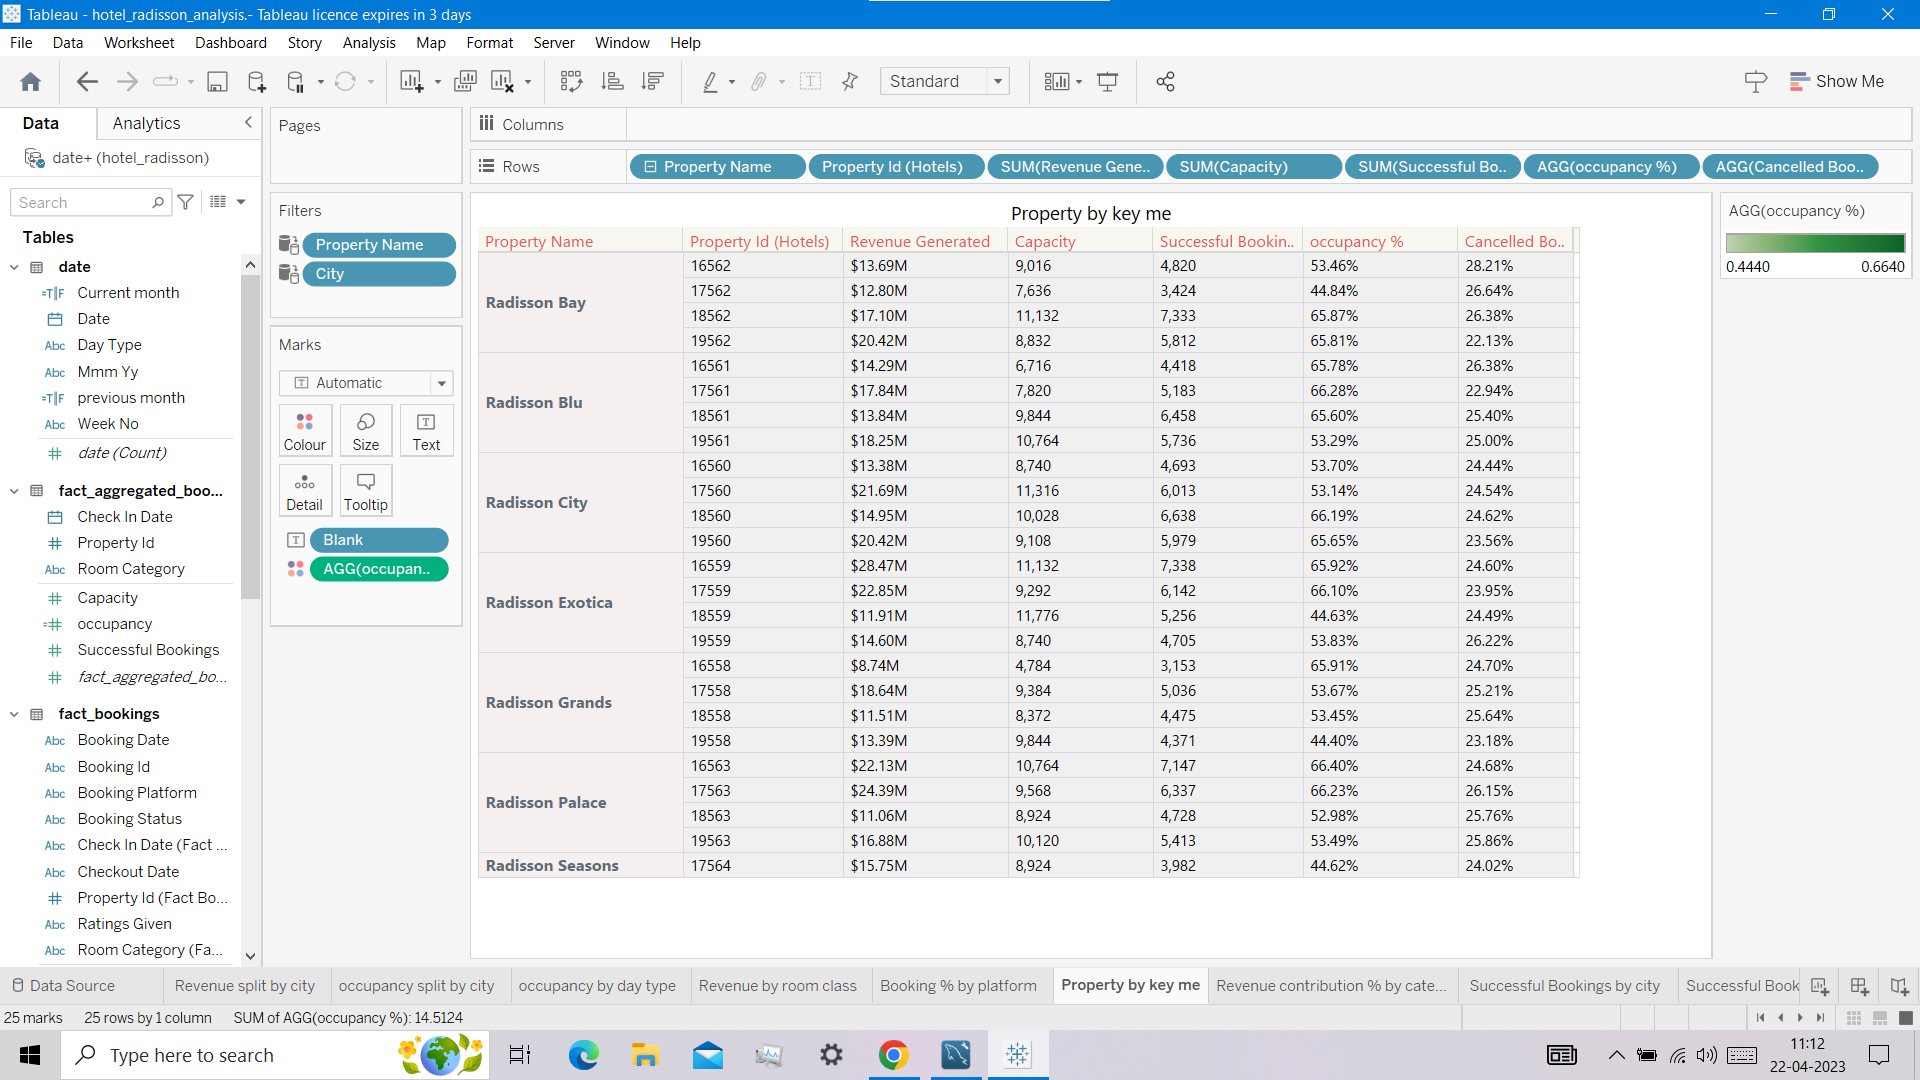 Tableau - hotel_radisson_analysis.- Tableau licence expires in 3 days
File Data Worksheet Dashboard Story Analysis Map Format Server Window Help
Standard
Show Me
Data Analytics
date+ (hotel_radisson)
Search
Tables
date
Current month
Date
Day Type
Mmm Yy
previous month
Week No
date (Count)
fact_aggregated_boo...
Check In Date
Property Id
Room Category
Capacity
occupancy
Successful Bookings
fact_aggregated_bo...
fact_bookings
Booking Date
Booking Id
Booking Platform
Booking Status
Check In Date (Fact ...
Checkout Date
Property Id (Fact Bo...
Ratings Given
Room Category (Fa...
Pages
Filters
Property Name
City
Marks
Automatic
Colour Size Text
Detail Tooltip
Blank
AGG(occupan..
Columns
Rows Property Name Property Id (Hotels) SUM(Revenue Gene.. SUM(Capacity) SUM(Successful Bo.. AGG(occupancy %) AGG(Cancelled Boo..
Property by key me
Property Name Property Id (Hotels) Revenue Generated Capacity Successful Bookin.. occupancy % Cancelled Bo..
Radisson Bay
16562 $13.69M 9,016 4,820 53.46% 28.21%
17562 $12.80M 7,636 3,424 44.84% 26.64%
18562 $17.10M 11,132 7,333 65.87% 26.38%
19562 $20.42M 8,832 5,812 65.81% 22.13%
Radisson Blu
16561 $14.29M 6,716 4,418 65.78% 26.38%
17561 $17.84M 7,820 5,183 66.28% 22.94%
18561 $13.84M 9,844 6,458 65.60% 25.40%
19561 $18.25M 10,764 5,736 53.29% 25.00%
Radisson City
16560 $13.38M 8,740 4,693 53.70% 24.44%
17560 $21.69M 11,316 6,013 53.14% 24.54%
18560 $14.95M 10,028 6,638 66.19% 24.62%
19560 $20.42M 9,108 5,979 65.65% 23.56%
Radisson Exotica
16559 $28.47M 11,132 7,338 65.92% 24.60%
17559 $22.85M 9,292 6,142 66.10% 23.95%
18559 $11.91M 11,776 5,256 44.63% 24.49%
19559 $14.60M 8,740 4,705 53.83% 26.22%
Radisson Grands
16558 $8.74M 4,784 3,153 65.91% 24.70%
17558 $18.64M 9,384 5,036 53.67% 25.21%
18558 $11.51M 8,372 4,475 53.45% 25.64%
19558 $13.39M 9,844 4,371 44.40% 23.18%
Radisson Palace
16563 $22.13M 10,764 7,147 66.40% 24.68%
17563 $24.39M 9,568 6,337 66.23% 26.15%
18563 $11.06M 8,924 4,728 52.98% 25.76%
19563 $16.88M 10,120 5,413 53.49% 25.86%
Radisson Seasons 17564 $15.75M 8,924 3,982 44.62% 24.02%
AGG(occupancy %)
0.4440 0.6640
Data Source Revenue split by city occupancy split by city occupancy by day type Revenue by room class Booking % by platform Property by key me Revenue contribution % by cate... Successful Bookings by city Successful Book
25 marks 25 rows by 1 column SUM of AGG(occupancy %): 14.5124
Type here to search
11:12
22-04-2023